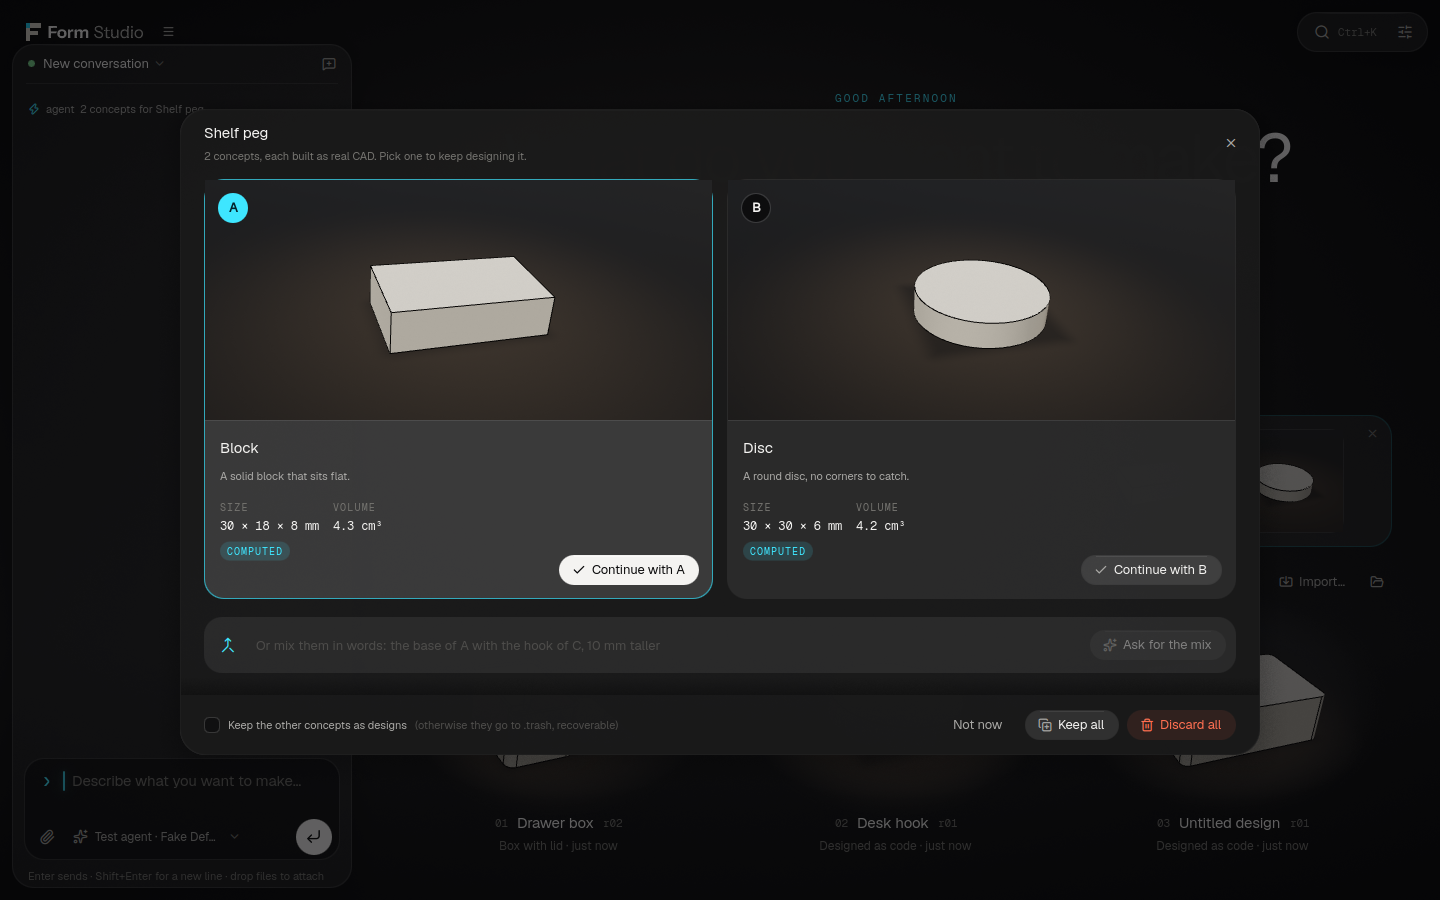 Form Studio
Ctrl+K
New conversation
GOOD AFTERNOON
agent 2 concepts for Shelf peg
?
Shelf peg
2 concepts, each built as real CAD. Pick one to keep designing it.
A
B
Block
A solid block that sits flat.
SIZE VOLUME
30 × 18 × 8 mm 4.3 cm³
COMPUTED
Continue with A
Disc
A round disc, no corners to catch.
SIZE VOLUME
30 × 30 × 6 mm 4.2 cm³
COMPUTED
Continue with B
Import...
Or mix them in words: the base of A with the hook of C, 10 mm taller
Ask for the mix
Keep the other concepts as designs (otherwise they go to .trash, recoverable)
Not now
Keep all
Discard all
Describe what you want to make...
Test agent · Fake Def...
Enter sends · Shift+Enter for a new line · drop files to attach
01 Drawer box r02
Box with lid · just now
02 Desk hook r01
Designed as code · just now
03 Untitled design r01
Designed as code · just now